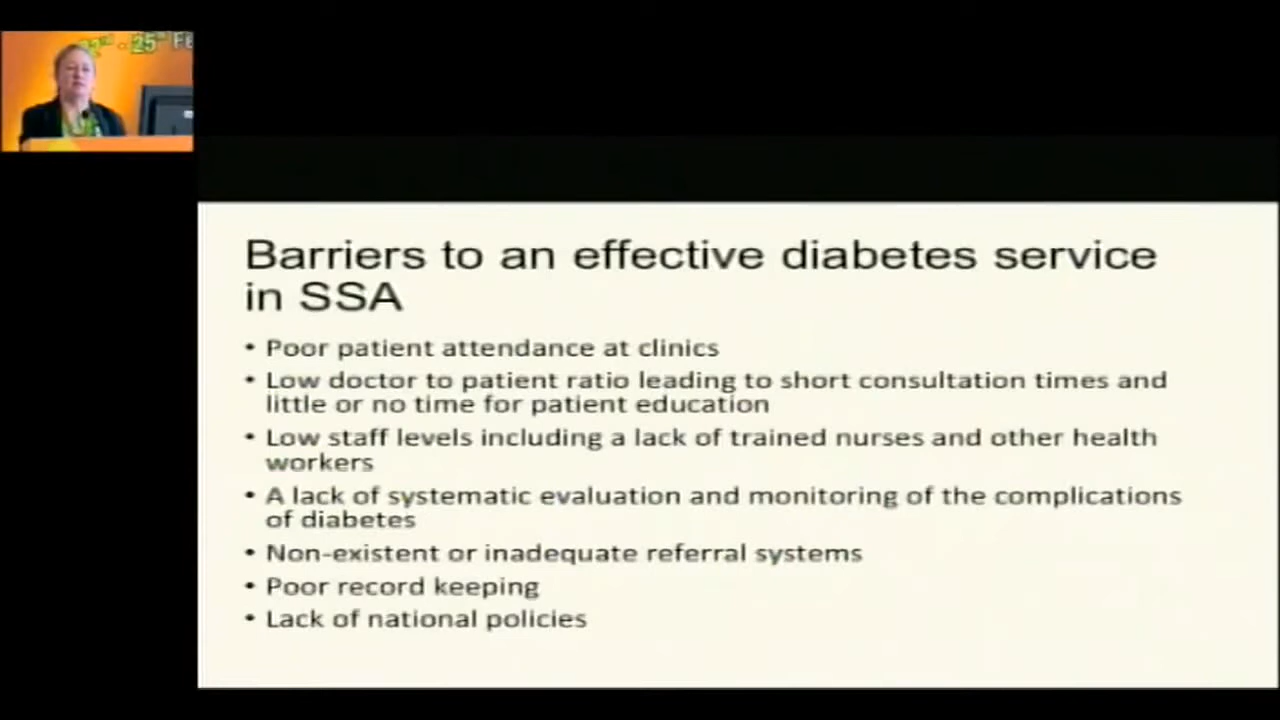 - 25
Barriers to an effective diabetes service
in SSA
• Poor patient attendance at clinics
• Low doctor to patient ratio leading to short consultation times and
little or no time for patient education
• Low staff levels including a lack of trained nurses and other health
workers
• A lack of systematic evaluation and monitoring of the complications
of diabetes
• Non-existent or inadequate referral systems
• Poor record keeping
• Lack of national policies